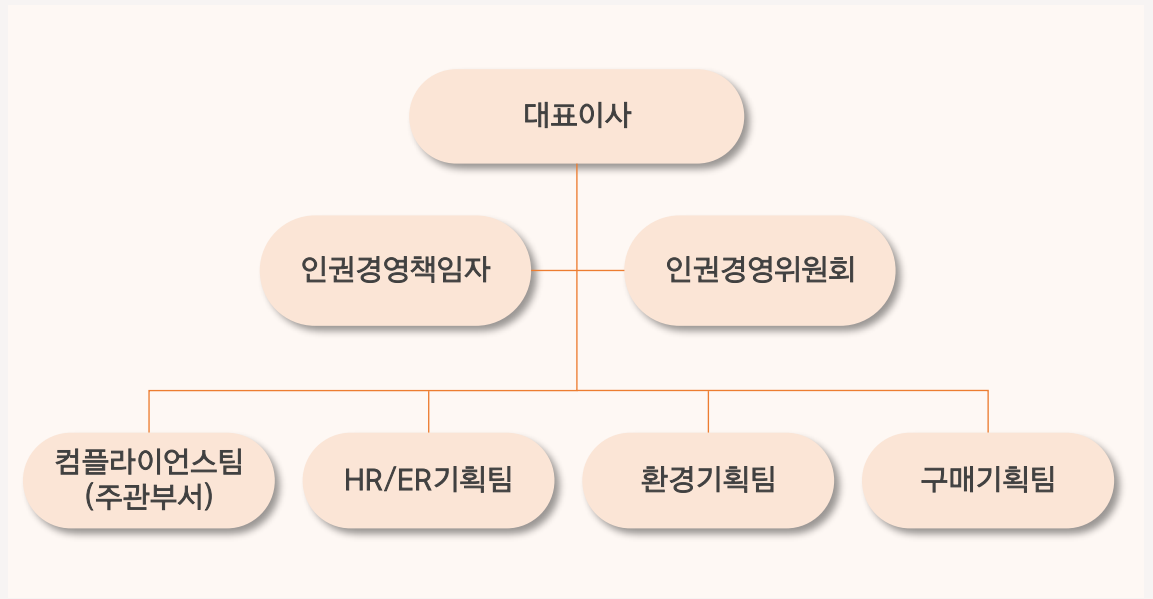 대표이사
인권경영책임자
인권경영위원회
컴플라이언스팀
(주관부서)
HR/ER기획팀
환경기획팀
구매기획팀